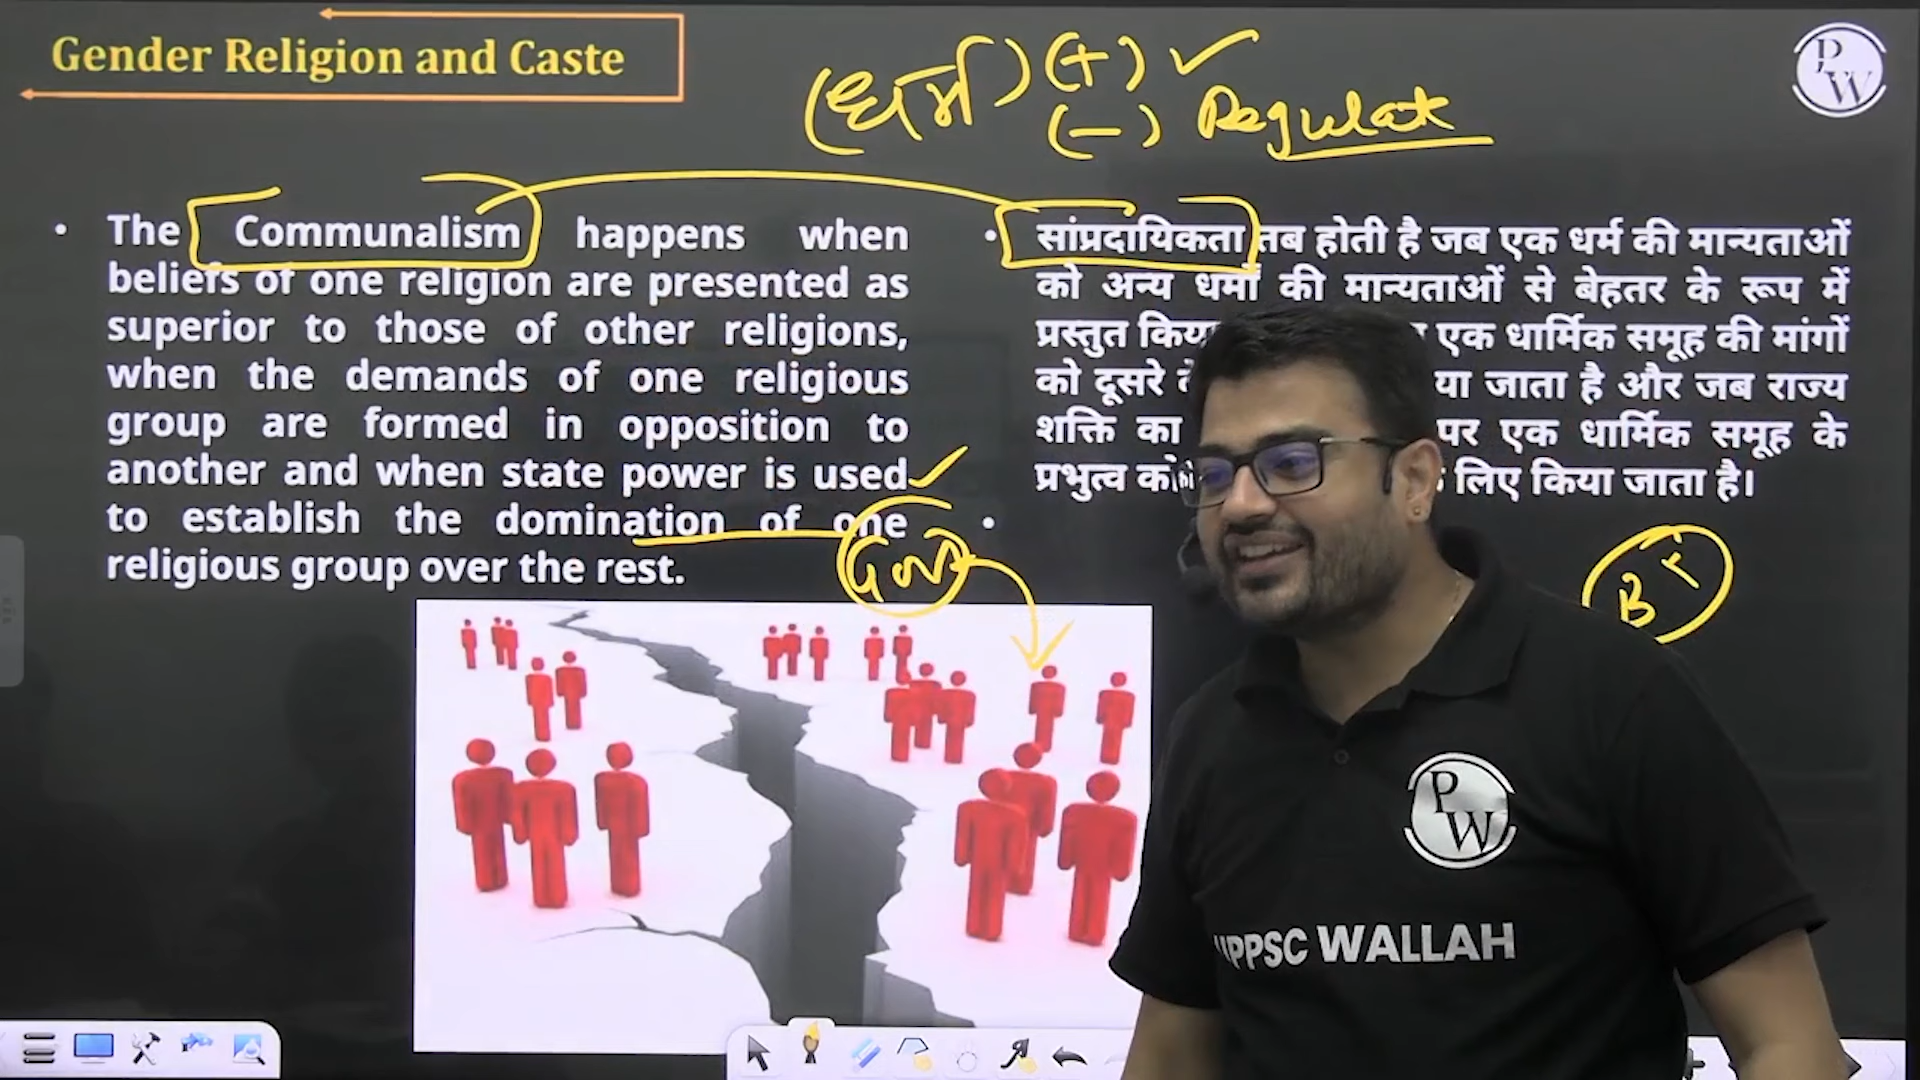 Gender Religion and Caste
(धर्म) (+) ✓
(-) Regulate
PW
• The Communalism happens when
beliefs of one religion are presented as
superior to those of other religions,
when the demands of one religious
group are formed in opposition to
another and when state power is used
to establish the domination of one
religious group over the rest.
Govt
• सांप्रदायिकता तब होती है जब एक धर्म की मान्यताओं
को अन्य धर्मों की मान्यताओं से बेहतर के रूप में
प्रस्तुत किया एक धार्मिक समूह की मांगों
को दूसरे या जाता है और जब राज्य
शक्ति का पर एक धार्मिक समूह के
प्रभुत्व को लिए किया जाता है।
•
PW
UPPSC WALLAH